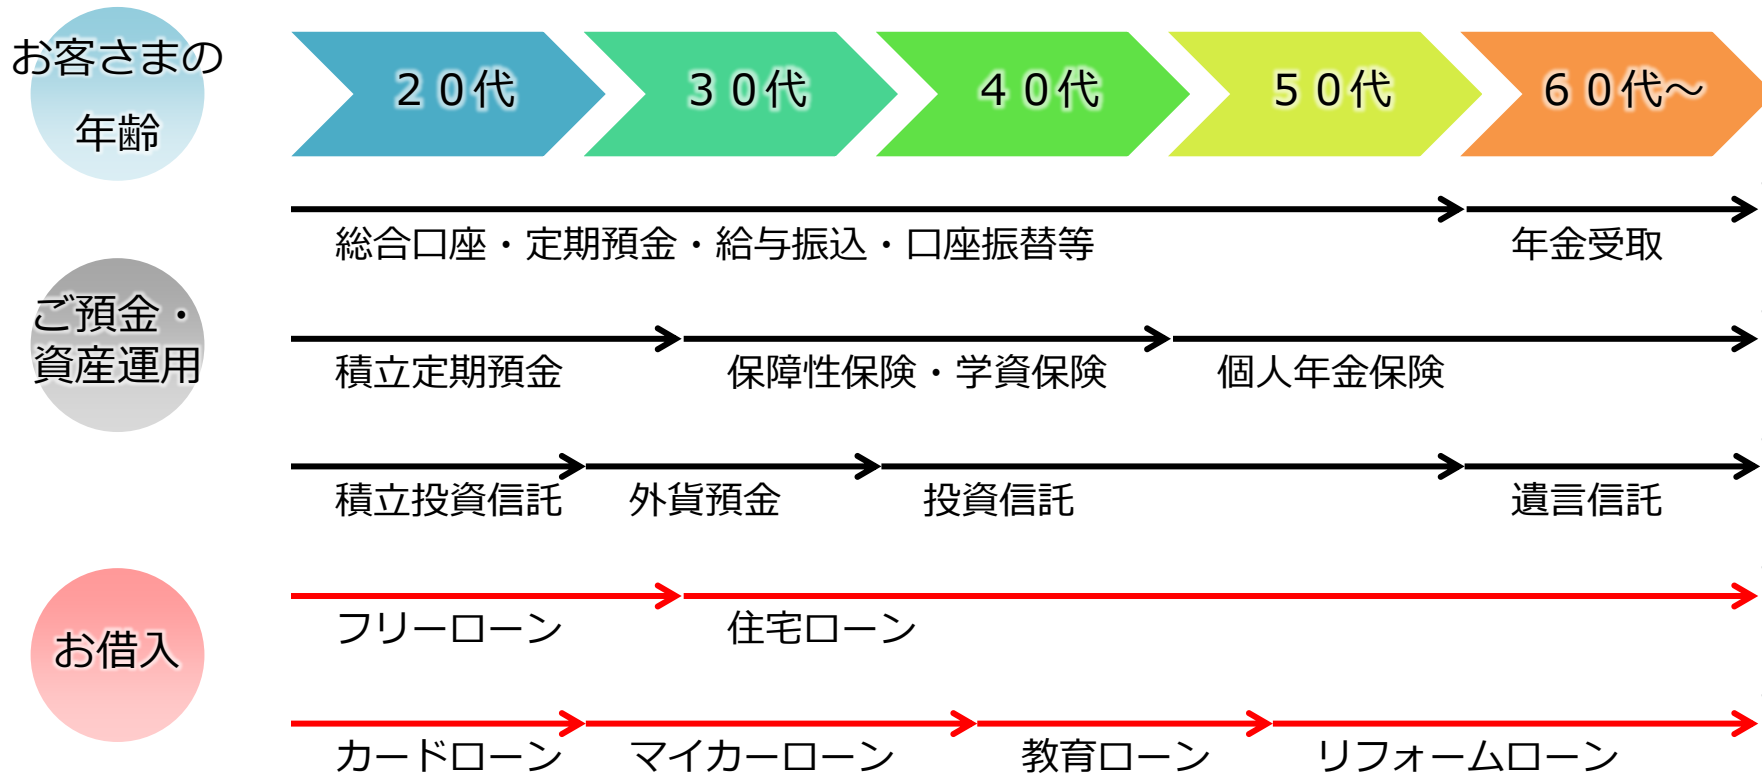 お客さまの
年齢
２０代
３０代
４０代
５０代
６０代～
総合口座・定期預金・給与振込・口座振替等
年金受取
ご預金・
資産運用
積立定期預金
保障性保険・学資保険
個人年金保険
積立投資信託
外貨預金
投資信託
遺言信託
お借入
フリーローン
住宅ローン
カードローン
マイカーローン
教育ローン
リフォームローン